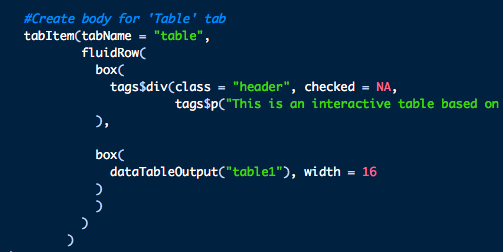 #Create body for 'Table' tab
tabItem(tabName = "table",
fluidRow(
box(
tags$div(class = "header", checked = NA,
tags$p("This is an interactive table based on
),
box(
dataTableOutput("table1"), width = 16
)
)
)
)